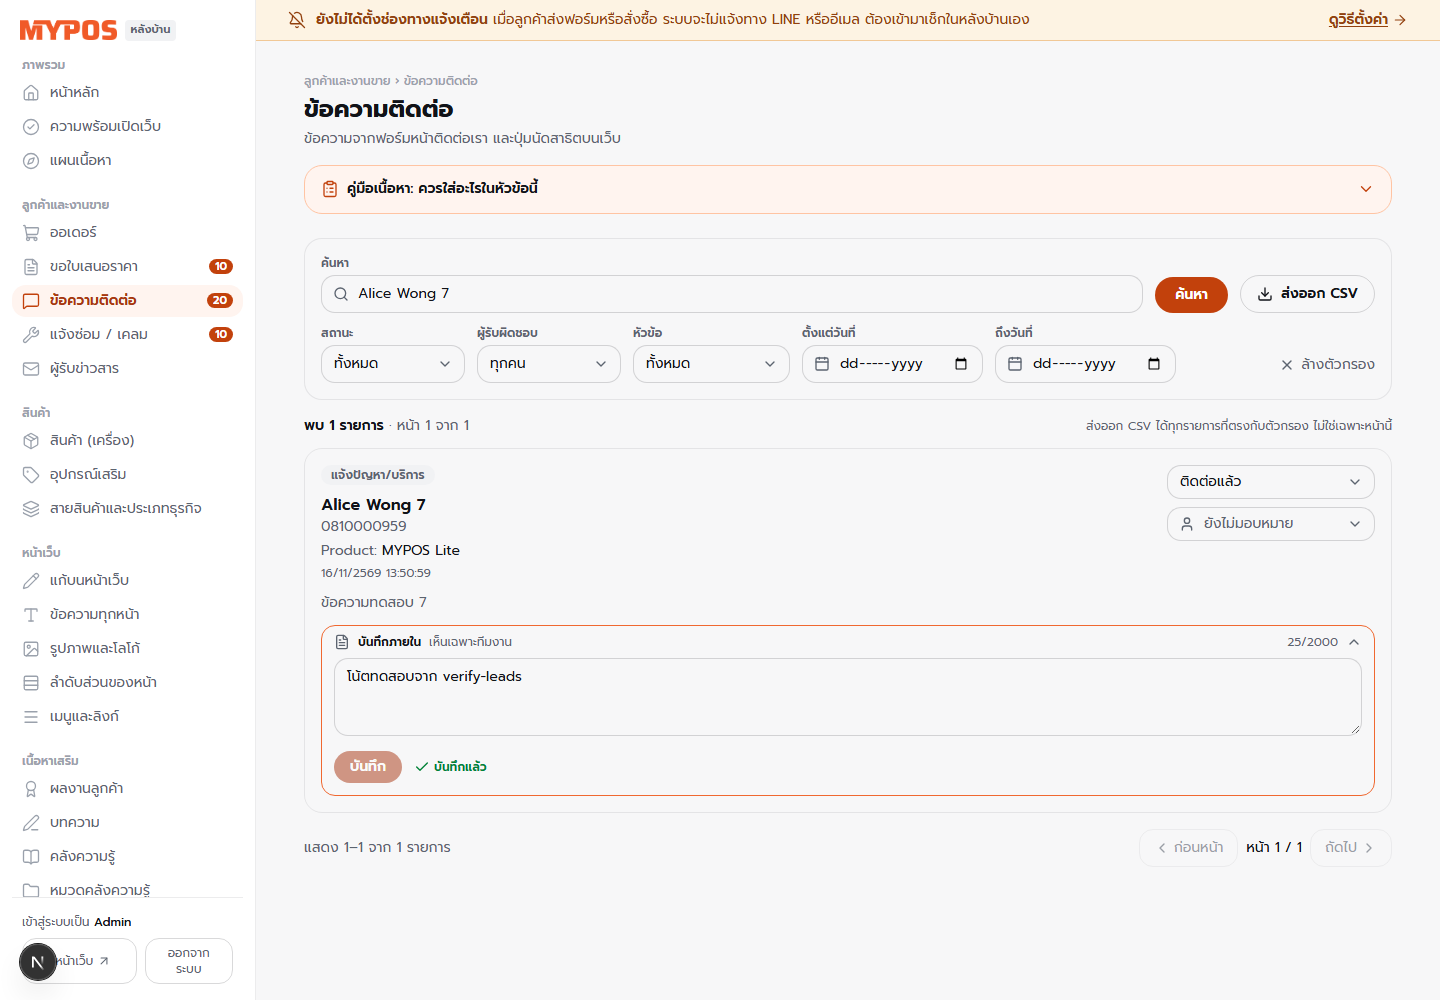 MYPOS หลังบ้าน
ภาพรวม
หน้าหลัก
ความพร้อมเปิดเว็บ
แผนเนื้อหา
ลูกค้าและงานขาย
ออเดอร์
ขอใบเสนอราคา 10
ข้อความติดต่อ 20
แจ้งซ่อม / เคลม 10
ผู้รับข่าวสาร
สินค้า
สินค้า (เครื่อง)
อุปกรณ์เสริม
สายสินค้าและประเภทธุรกิจ
หน้าเว็บ
แก้บนหน้าเว็บ
ข้อความทุกหน้า
รูปภาพและโลโก้
ลำดับส่วนของหน้า
เมนูและลิงก์
เนื้อหาเสริม
ผลงานลูกค้า
บทความ
คลังความรู้
หมวดคลังความรู้
เข้าสู่ระบบเป็น Admin
N
หน้าเว็บ
ออกจาก
ระบบ
ยังไม่ได้ตั้งช่องทางแจ้งเตือน เมื่อลูกค้าส่งฟอร์มหรือสั่งซื้อ ระบบจะไม่แจ้งทาง LINE หรืออีเมล ต้องเข้ามาเช็กในหลังบ้านเอง ดูวิธีตั้งค่า
ลูกค้าและงานขาย › ข้อความติดต่อ
ข้อความติดต่อ
ข้อความจากฟอร์มหน้าติดต่อเรา และปุ่มนัดสาธิตบนเว็บ
คู่มือเนื้อหา: ควรใส่อะไรในหัวข้อนี้
ค้นหา
Alice Wong 7 ค้นหา ส่งออก CSV
สถานะ ผู้รับผิดชอบ หัวข้อ ตั้งแต่วันที่ ถึงวันที่
ทั้งหมด ทุกคน ทั้งหมด dd-----yyyy dd-----yyyy ล้างตัวกรอง
พบ 1 รายการ · หน้า 1 จาก 1 ส่งออก CSV ได้ทุกรายการที่ตรงกับตัวกรอง ไม่ใช่เฉพาะหน้านี้
แจ้งปัญหา/บริการ ติดต่อแล้ว
Alice Wong 7
0810000959 ยังไม่มอบหมาย
Product: MYPOS Lite
16/11/2569 13:50:59
ข้อความทดสอบ 7
บันทึกภายใน เห็นเฉพาะทีมงาน 25/2000
โน้ตทดสอบจาก verify-leads
บันทึก บันทึกแล้ว
แสดง 1–1 จาก 1 รายการ ก่อนหน้า หน้า 1 / 1 ถัดไป